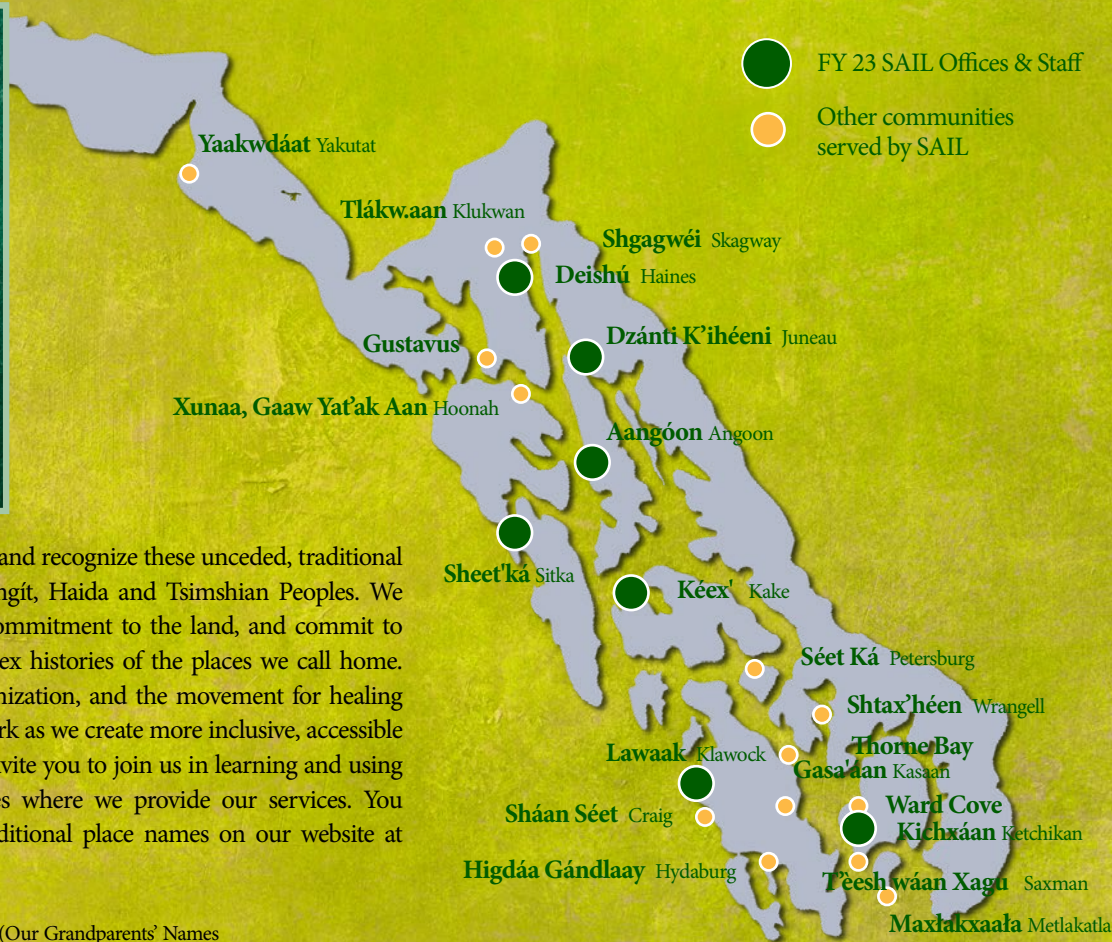 FY 23 SAIL Offices & Staff
Other communities
served by SAIL
Yaakwdáat Yakutat
Tlákw.aan Klukwan
Shgagwéi Skagway
Deishú Haines
Dzánti K’ihéeni Juneau
Gustavus
Xunaa, Gaaw Yat’ak Aan Hoonah
Aangóon Angoon
Sheet'ká Sitka
Kéex' Kake
Séet Ká Petersburg
Shtax’héen Wrangell
Lawaak Klawock
Thorne Bay
Gasa'aan Kasaan
Sháan Séet Craig
Ward Cove
Kichxáan Ketchikan
Higdáa Gándlaay Hydaburg
T'èesh wáan Xagu Saxman
Maxłakxaała Metlakatla
and recognize these unceded, traditional
ngít, Haida and Tsimshian Peoples. We
ommitment to the land, and commit to
ex histories of the places we call home.
nization, and the movement for healing
rk as we create more inclusive, accessible
vite you to join us in learning and using
es where we provide our services. You
ditional place names on our website at
(Our Grandparents’ Names